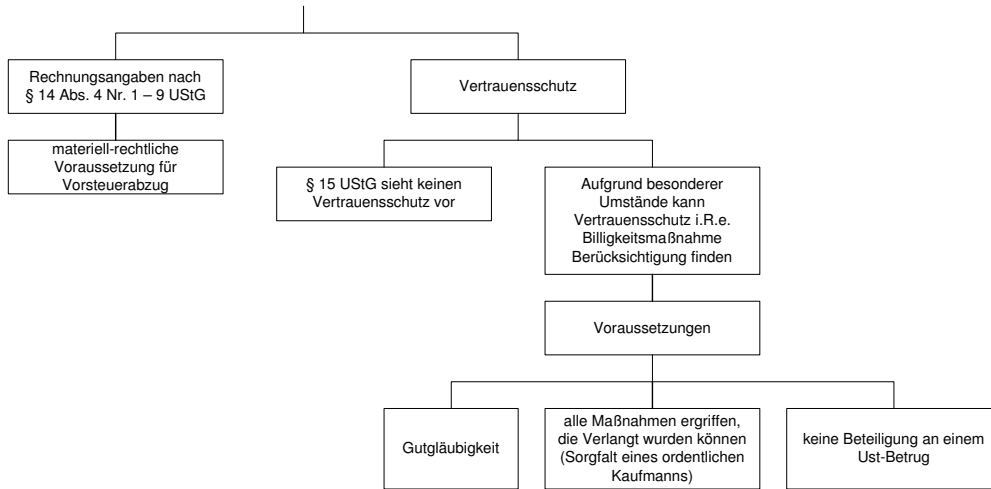 Rechnungsangaben nach
§ 14 Abs. 4 Nr. 1 – 9 UStG
Vertrauensschutz
materiell-rechtliche
Voraussetzung für
Vorsteuerabzug
§ 15 UStG sieht keinen
Vertrauensschutz vor
Aufgrund besonderer
Umstände kann
Vertrauensschutz i.R.e.
Billigkeitsmaßnahme
Berücksichtigung finden
Voraussetzungen
Gutgläubigkeit
alle Maßnahmen ergriffen,
die Verlangt wurden können
(Sorgfalt eines ordentlichen
Kaufmanns)
keine Beteiligung an einem
Ust-Betrug